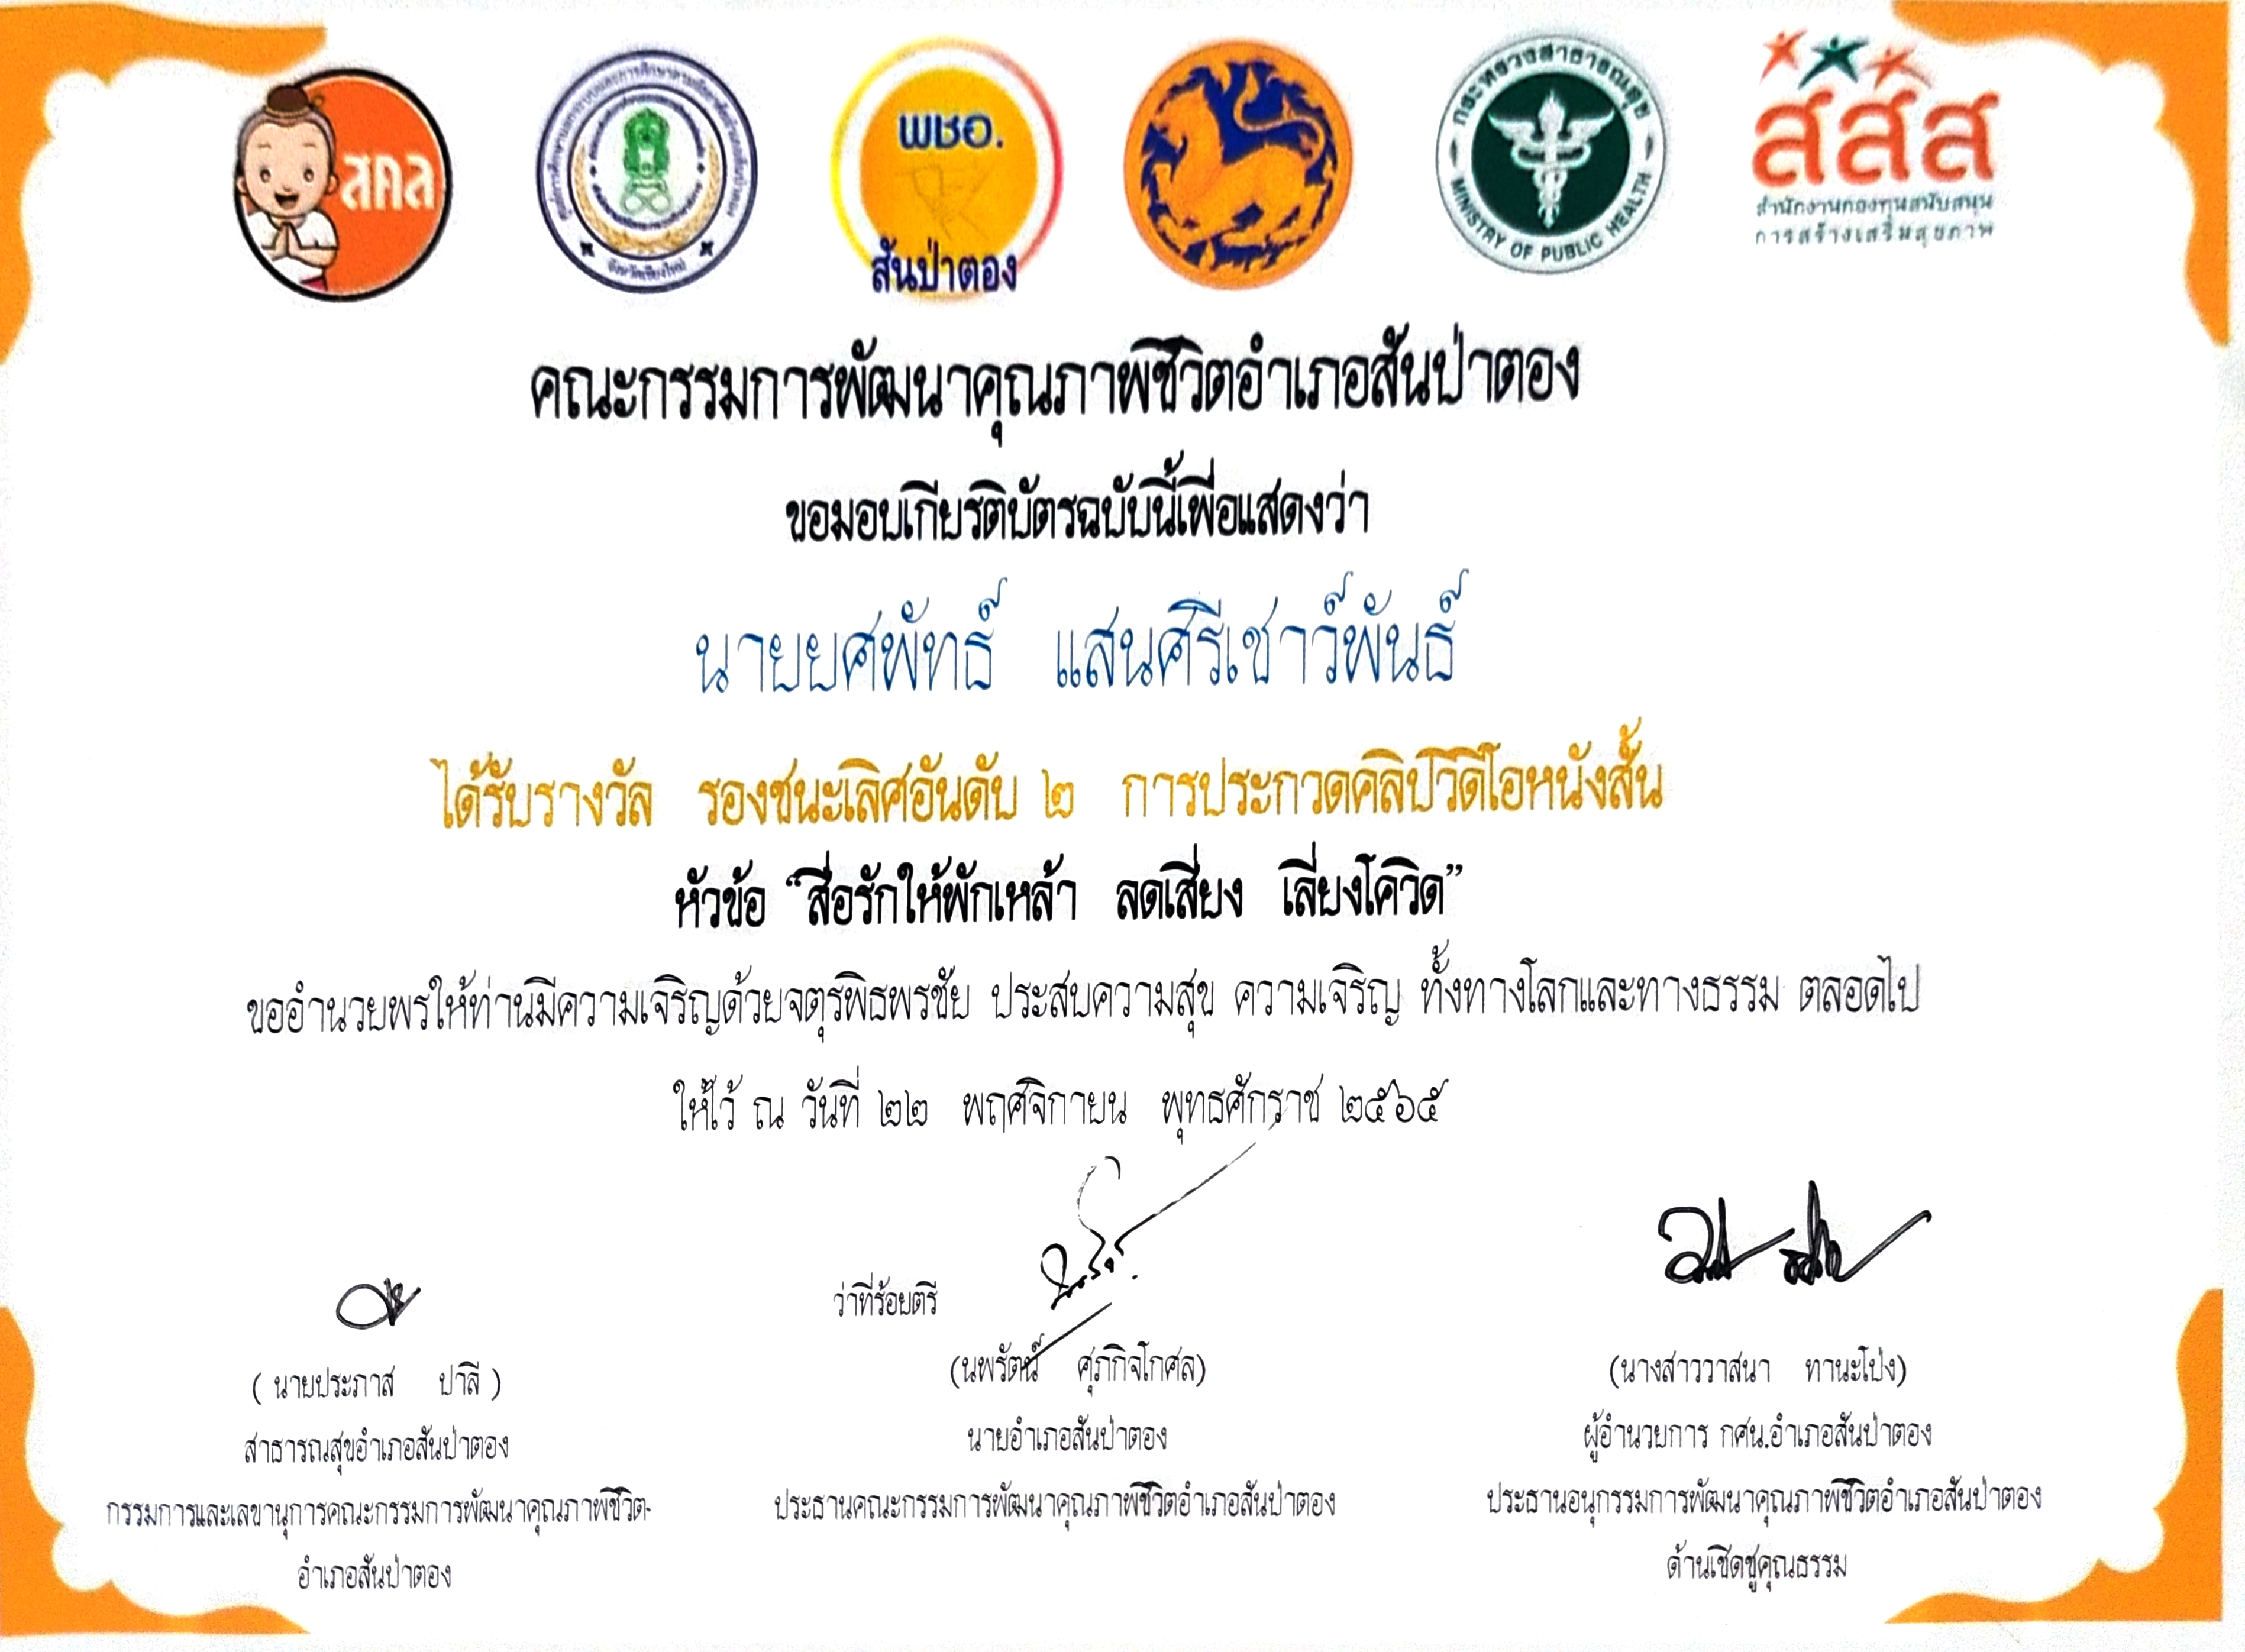 สคล
จังหวัดเชียงใหม่
พชอ.
สันป่าตอง
กระทรวงสาธารณสุข
MINISTRY OF PUBLIC HEALTH
สสส
สำนักงานกองทุนสนับสนุน
การสร้างเสริมสุขภาพ
คณะกรรมการพัฒนาคุณภาพชีวิตอำเภอสันป่าตอง
ขอมอบเกียรติบัตรฉบับนี้เพื่อแสดงว่า
นายยศพัทธ์ แสนศรีเชาว์พันธ์
ได้รับรางวัล รองชนะเลิศอันดับ ๒ การประกวดคลิปวีดีโอหนังสั้น
หัวข้อ “สื่อรักให้พักเหล้า ลดเสี่ยง เลี่ยงโควิด”
ขออำนวยพรให้ท่านมีความเจริญด้วยจตุรพิธพรชัย ประสบความสุข ความเจริญ ทั้งทางโลกและทางธรรม ตลอดไป
ให้ไว้ ณ วันที่ ๒๒ พฤศจิกายน พุทธศักราช ๒๕๖๕
ว่าที่ร้อยตรี
( นายประภาส ปาลี )
สาธารณสุขอำเภอสันป่าตอง
กรรมการและเลขานุการคณะกรรมการพัฒนาคุณภาพชีวิต-
อำเภอสันป่าตอง
(นพรัตน์ ศุภกิจโกศล)
นายอำเภอสันป่าตอง
ประธานคณะกรรมการพัฒนาคุณภาพชีวิตอำเภอสันป่าตอง
(นางสาววาสนา ทานะโปง)
ผู้อำนวยการ กศน.อำเภอสันป่าตอง
ประธานอนุกรรมการพัฒนาคุณภาพชีวิตอำเภอสันป่าตอง
ด้านเชิดชูคุณธรรม